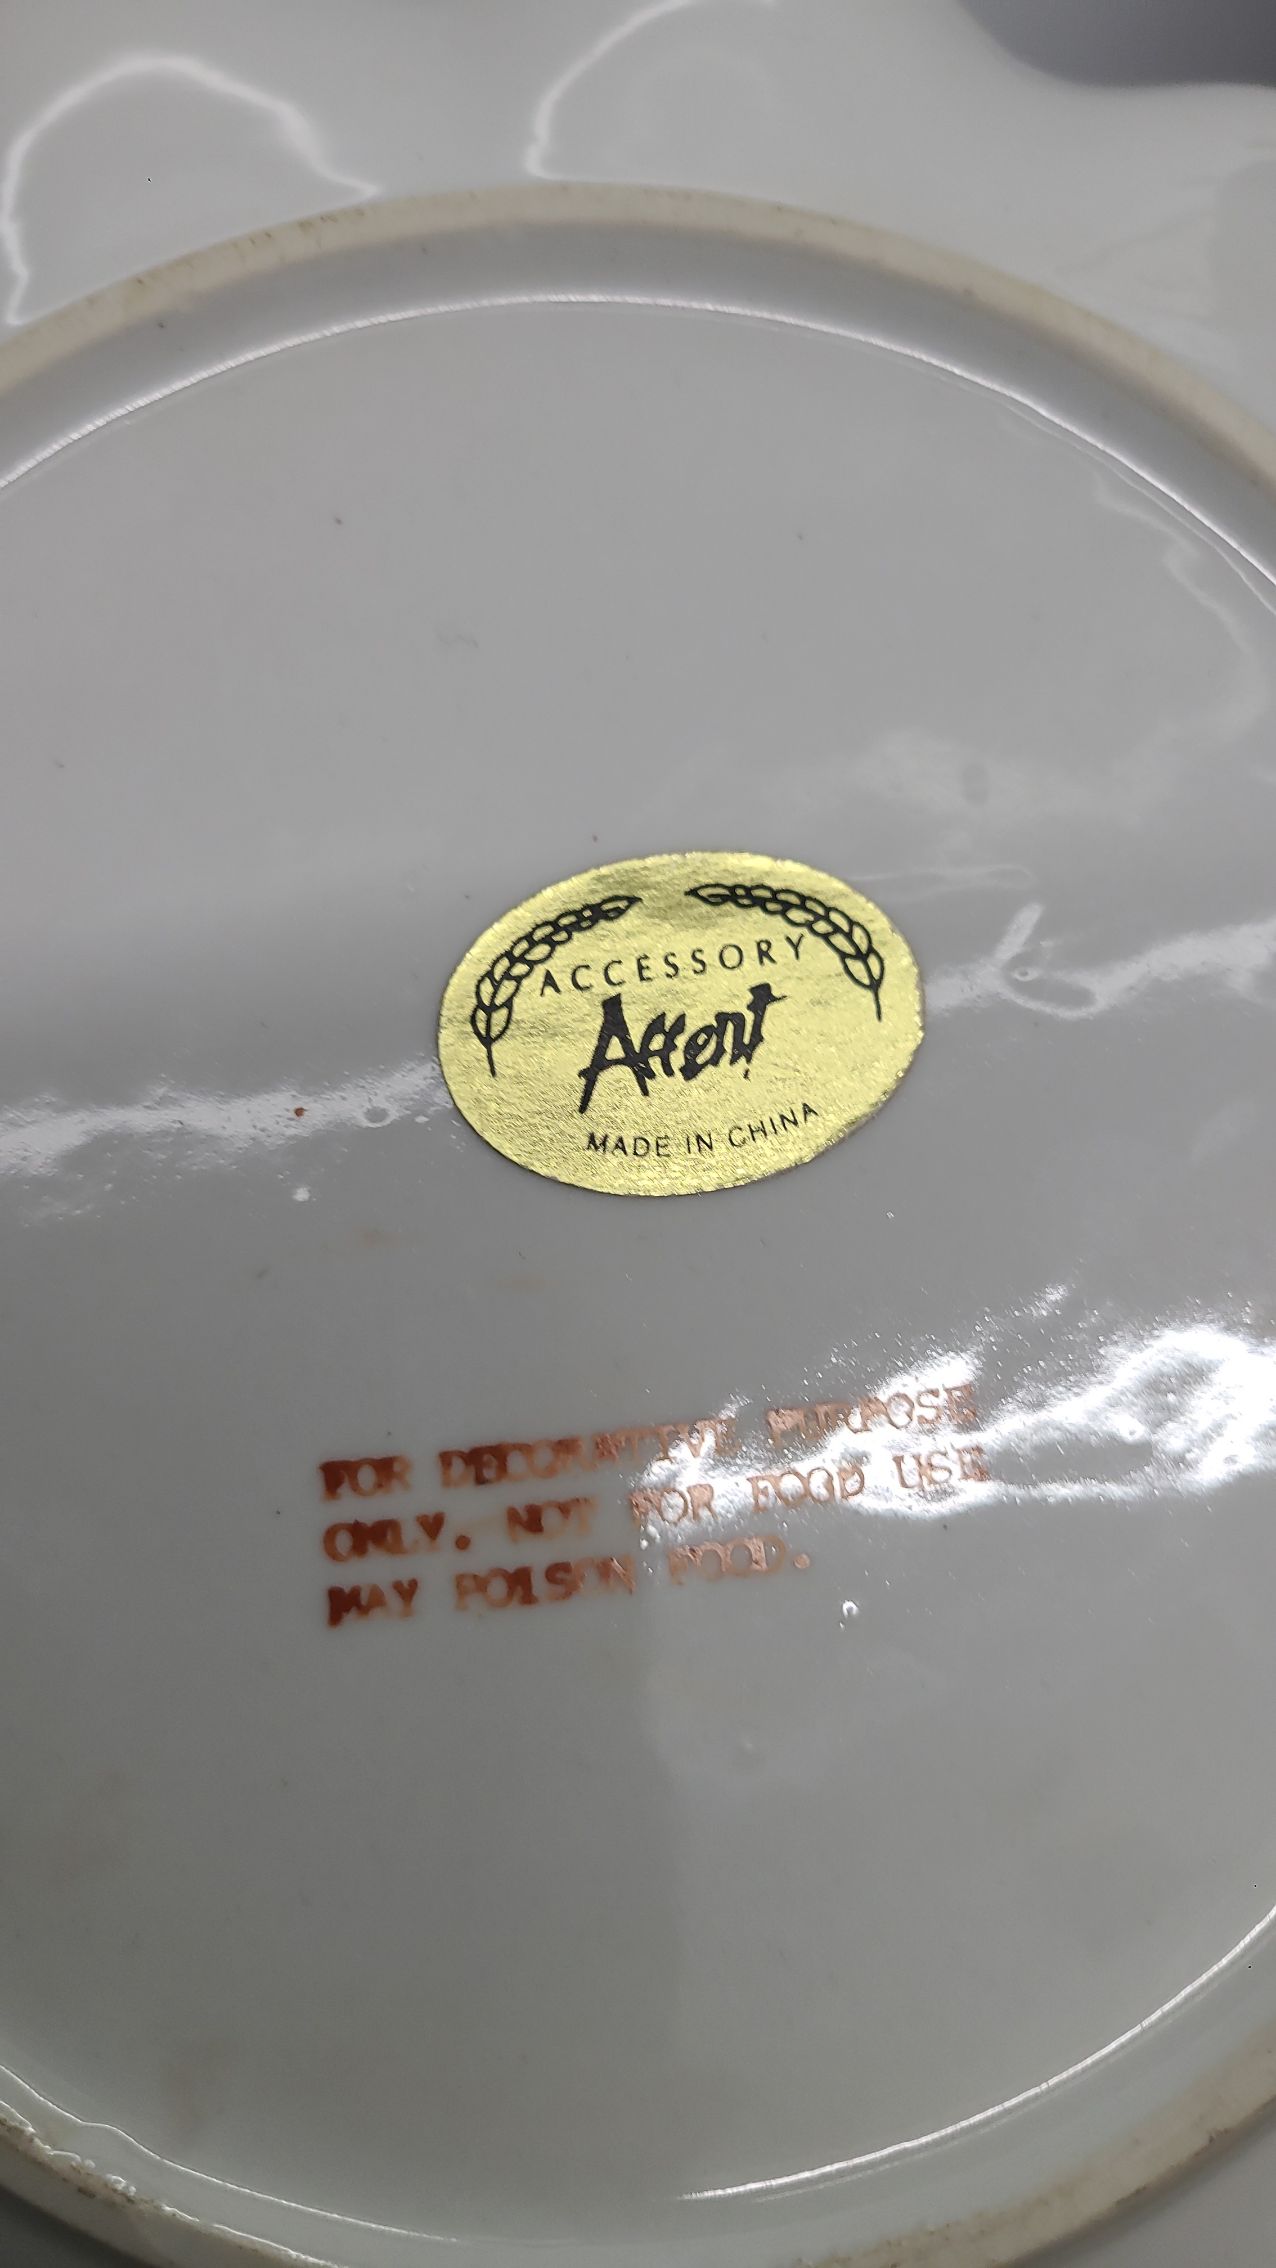 ACCESSORY
Accent
MADE IN CHINA
FOR DECORATIVE PURPOSE
ONLY. NOT FOR FOOD USE
MAY POISON FOOD.